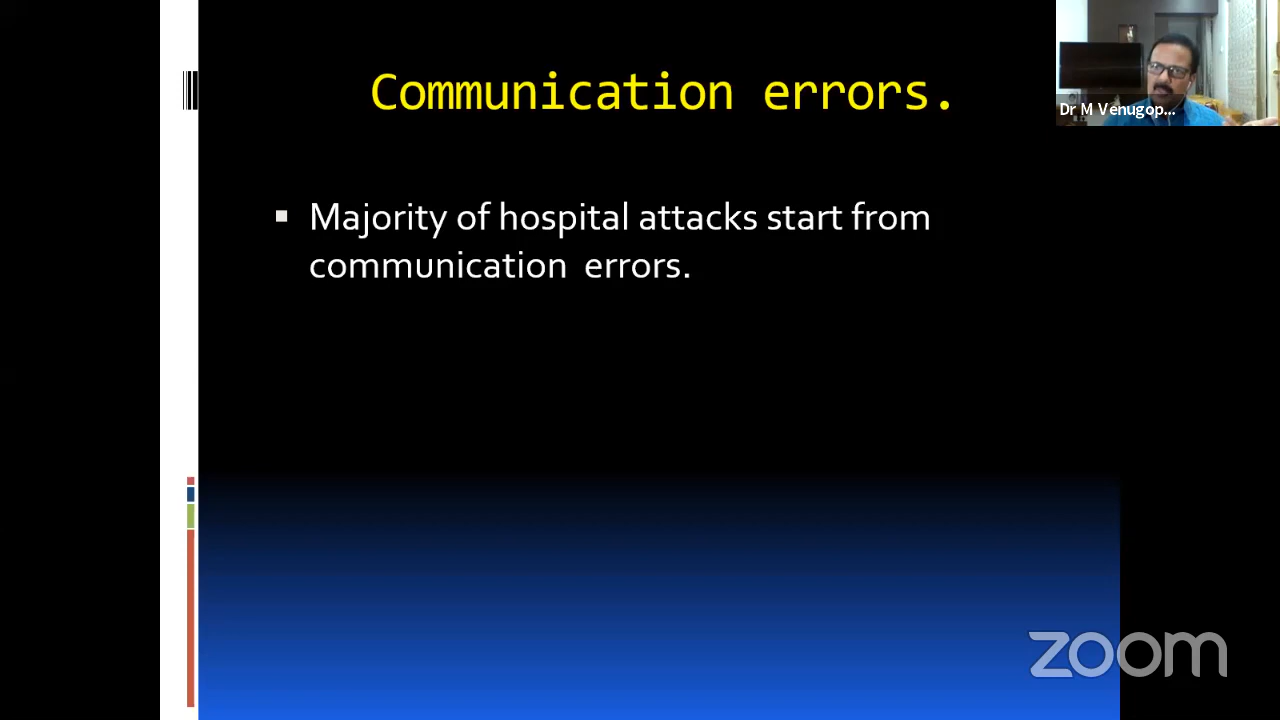 Communication errors.
Majority of hospital attacks start from
communication errors.
Dr M Venugop...
zoom